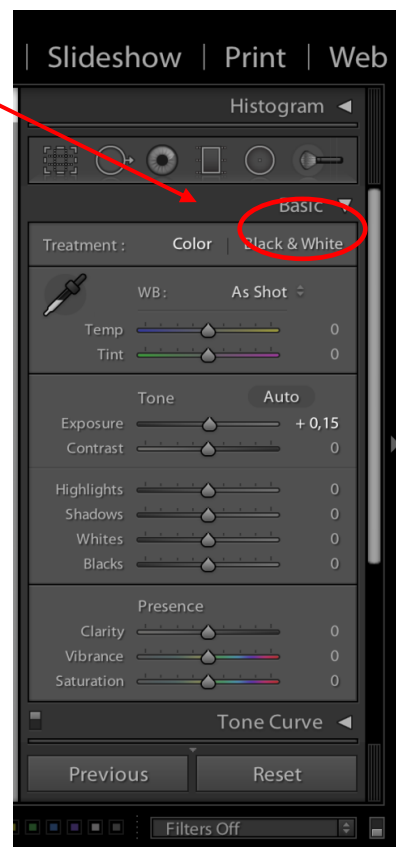 | Slideshow | Print | Web
Histogram
Basic
Treatment : Color | Black & White
WB: As Shot
Temp 0
Tint 0
Tone Auto
Exposure + 0,15
Contrast 0
Highlights 0
Shadows 0
Whites 0
Blacks 0
Presence
Clarity 0
Vibrance 0
Saturation 0
Tone Curve
Previous Reset
Filters Off